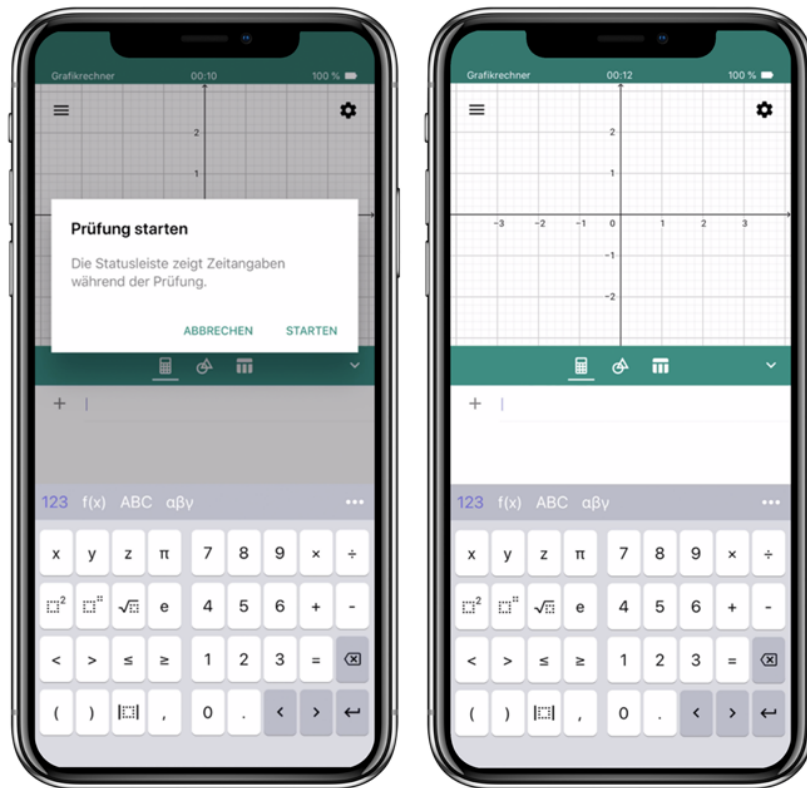 Grafikrechner 00:10 100 %
2
1
Prüfung starten
Die Statusleiste zeigt Zeitangaben
während der Prüfung.
ABBRECHEN STARTEN
+
123 f(x) ABC αβγ
x y z π 7 8 9 × ÷
√ e 4 5 6 + -
< > ≤ ≥ 1 2 3 =
( ) , 0 . < >
Grafikrechner 00:12 100 %
2
1
-3 -2 -1 0 1 2 3
-1
-2
+
123 f(x) ABC αβγ
x y z π 7 8 9 × ÷
2 √ e 4 5 6 + -
< > ≤ ≥ 1 2 3 =
( ) , 0 . < >